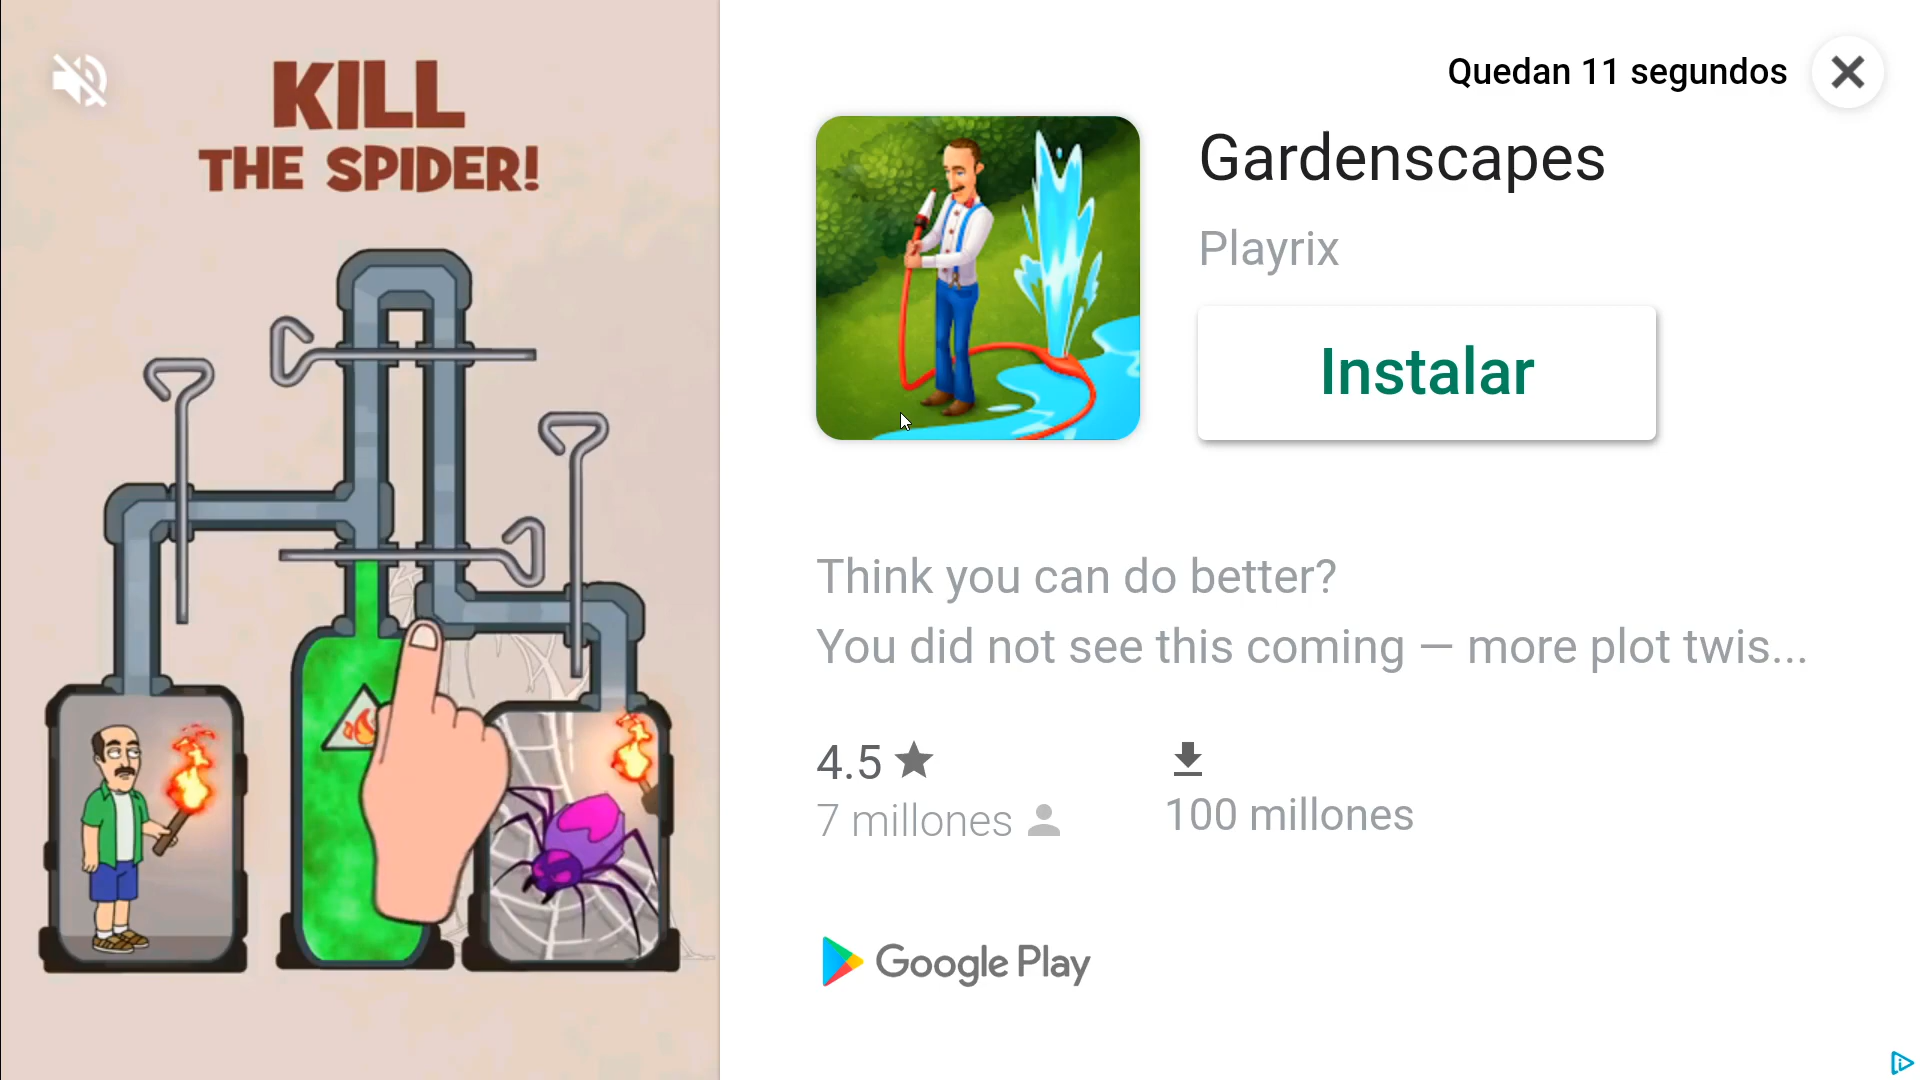 KILL
THE SPIDER!
Quedan 11 segundos
Gardenscapes
Playrix
Instalar
Think you can do better?
You did not see this coming — more plot twis...
4.5
7 millones
100 millones
Google Play